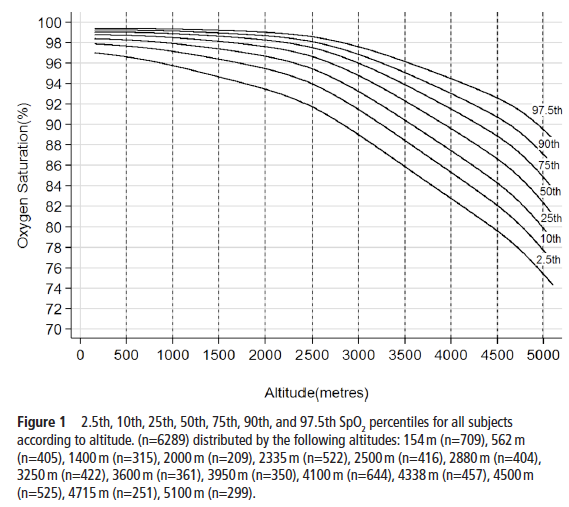 100
98
96
94
92
90
88
86
84
82
80
78
76
74
72
70
Oxygen Saturation(%)
97.5th
90th
75th
50th
25th
10th
2.5th
0 500 1000 1500 2000 2500 3000 3500 4000 4500 5000
Altitude(metres)
Figure 1 2.5th, 10th, 25th, 50th, 75th, 90th, and 97.5th SpO₂ percentiles for all subjects
according to altitude. (n=6289) distributed by the following altitudes: 154 m (n=709), 562 m
(n=405), 1400 m (n=315), 2000 m (n=209), 2335 m (n=522), 2500 m (n=416), 2880 m (n=404),
3250 m (n=422), 3600 m (n=361), 3950 m (n=350), 4100 m (n=644), 4338 m (n=457), 4500 m
(n=525), 4715 m (n=251), 5100 m (n=299).